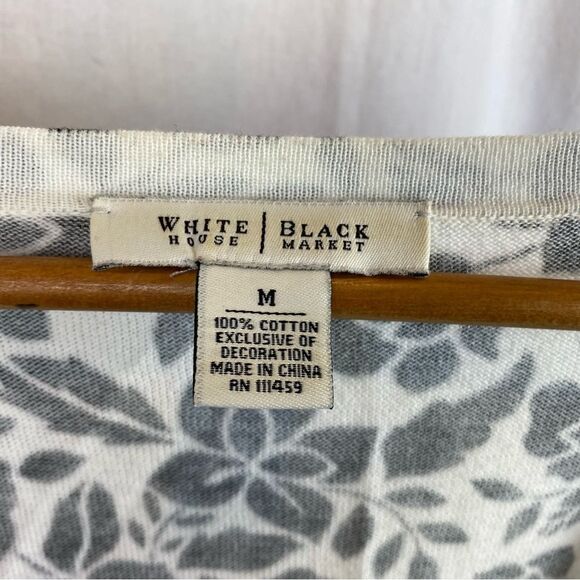 WHITE | BLACK
HOUSE MARKET
M
100% COTTON
EXCLUSIVE OF
DECORATION
MADE IN CHINA
RN 111459